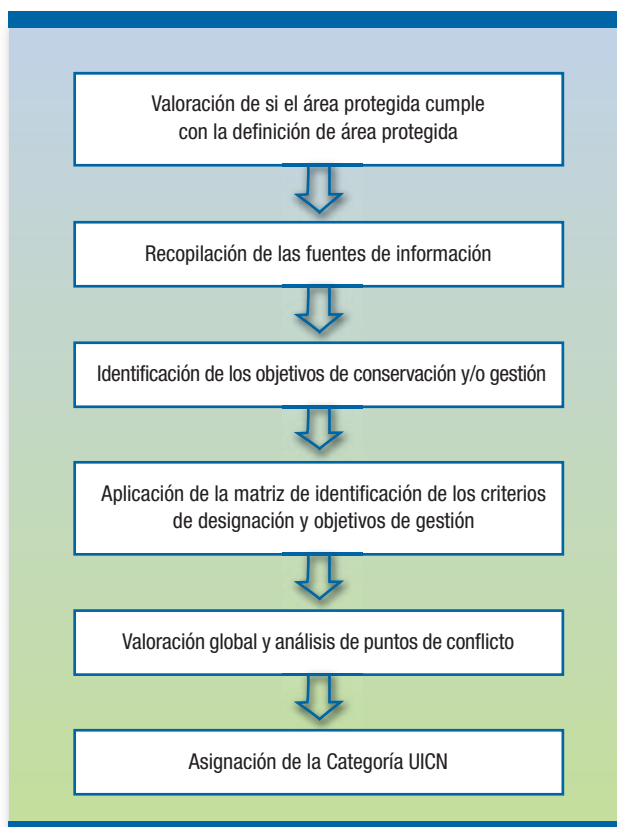 Valoración de si el área protegida cumple
con la definición de área protegida
Recopilación de las fuentes de información
Identificación de los objetivos de conservación y/o gestión
Aplicación de la matriz de identificación de los criterios
de designación y objetivos de gestión
Valoración global y análisis de puntos de conflicto
Asignación de la Categoría UICN